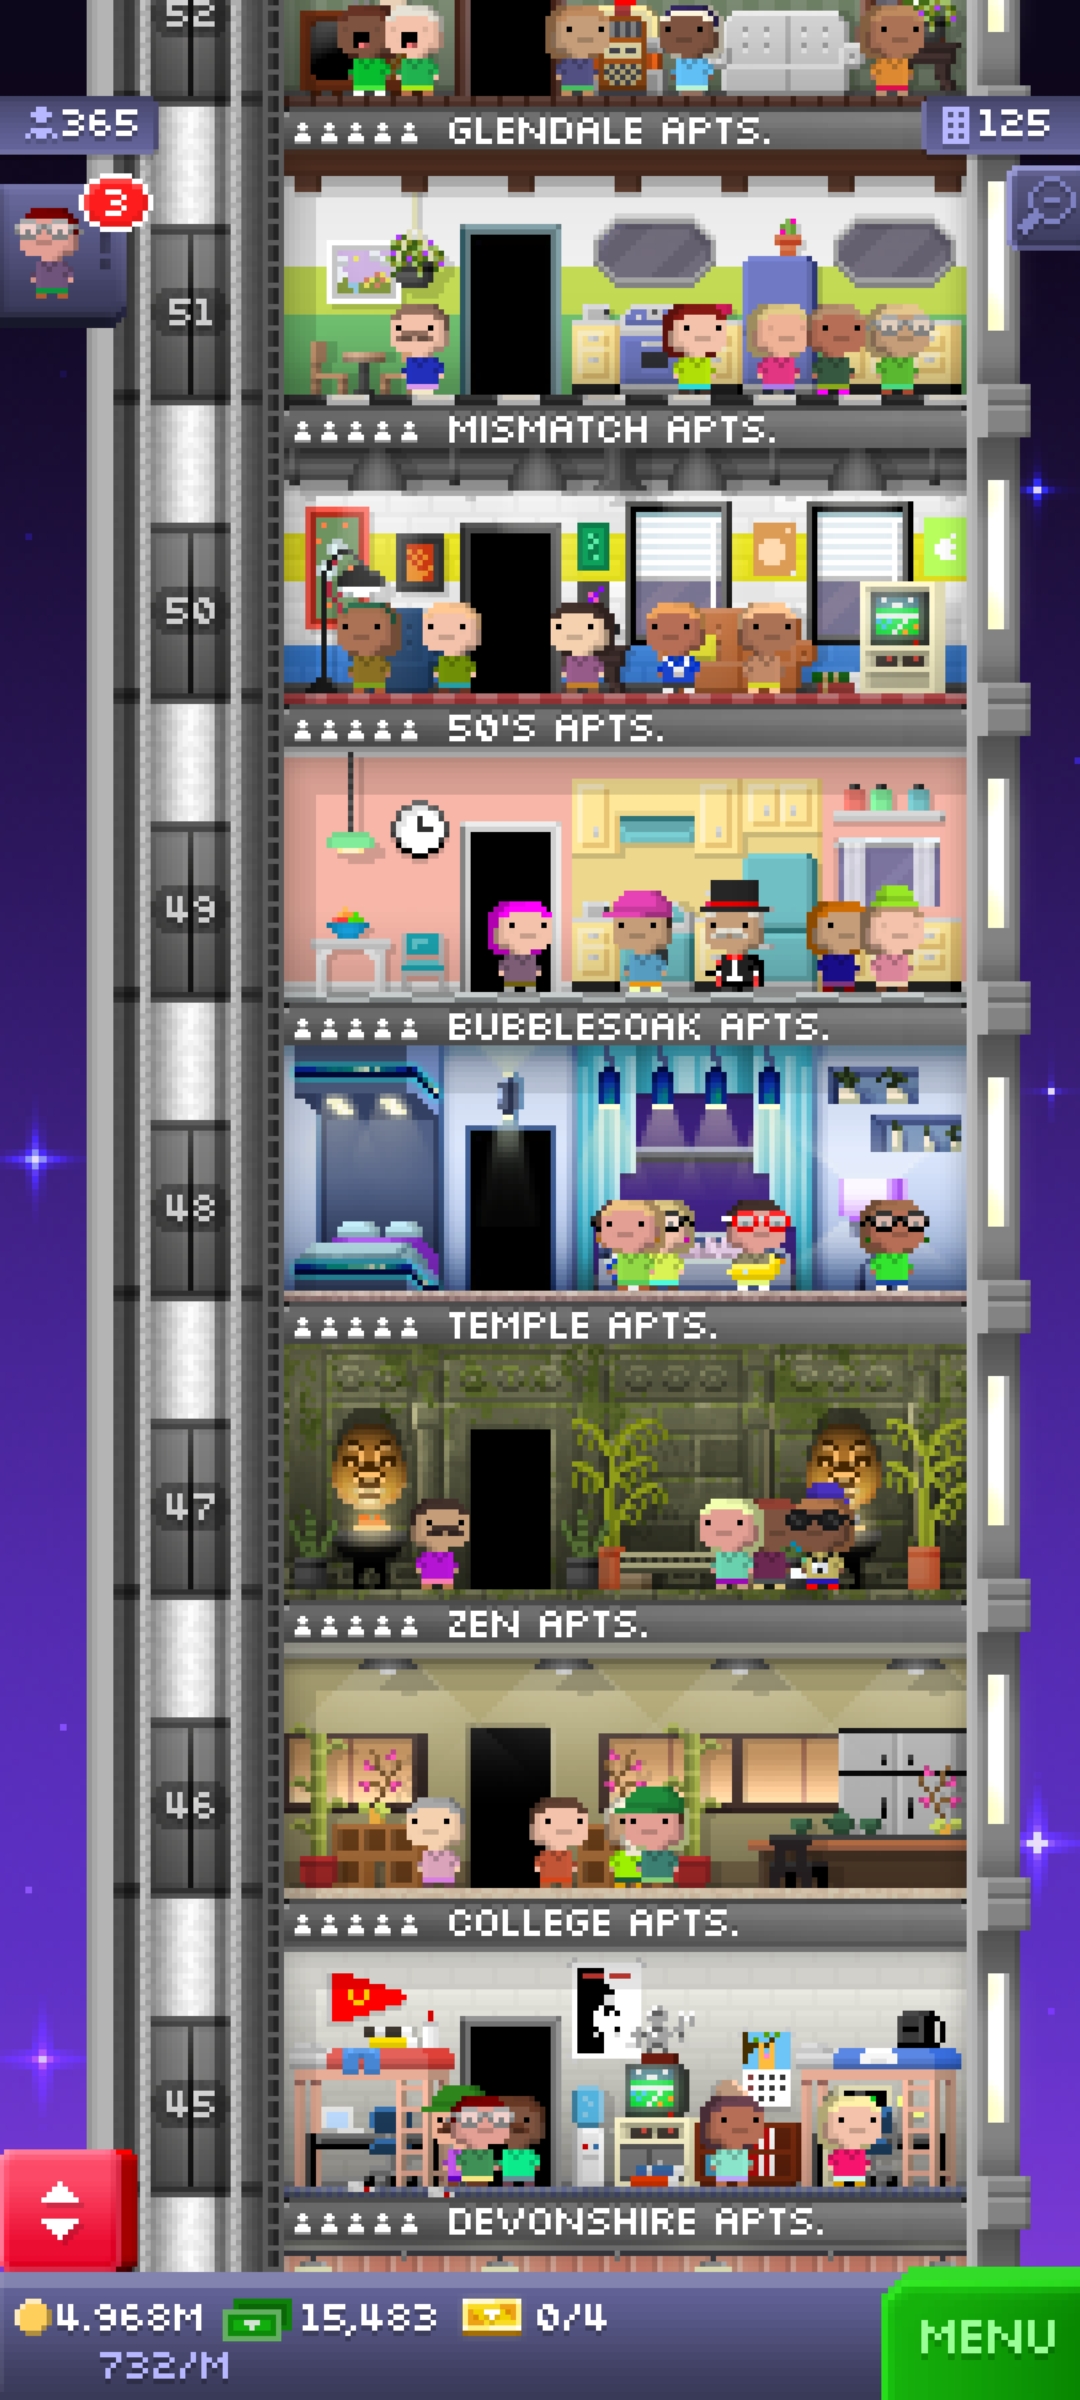 52
365
GLENDALE APTS.
125
3
51
MISMATCH APTS.
50
50'S APTS.
49
BUBBLESOAK APTS.
48
TEMPLE APTS.
47
ZEN APTS.
46
COLLEGE APTS.
45
DEVONSHIRE APTS.
4.968M 15,483 0/4
732/M
MENU